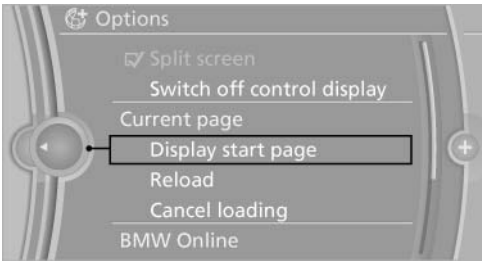 Options
Split screen
Switch off control display
Current page
Display start page
Reload
Cancel loading
BMW Online